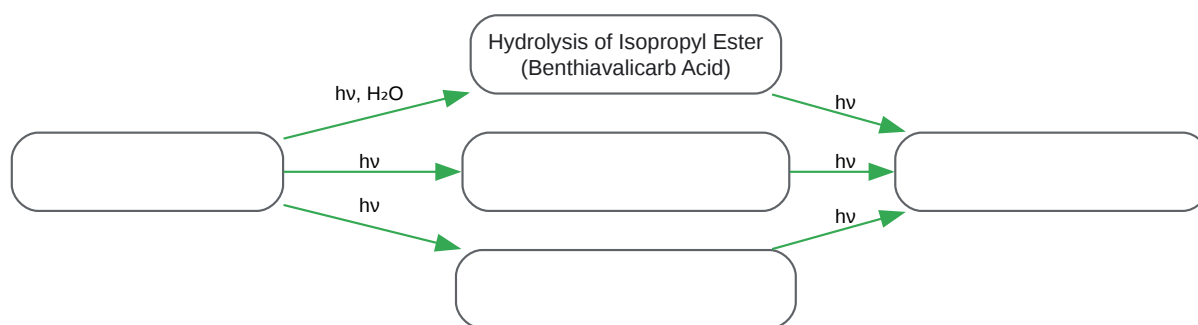 Hydrolysis of Isopropyl Ester
(Benthiavalicarb Acid)
hν, H₂O
hν
hν
hν
hν
hν